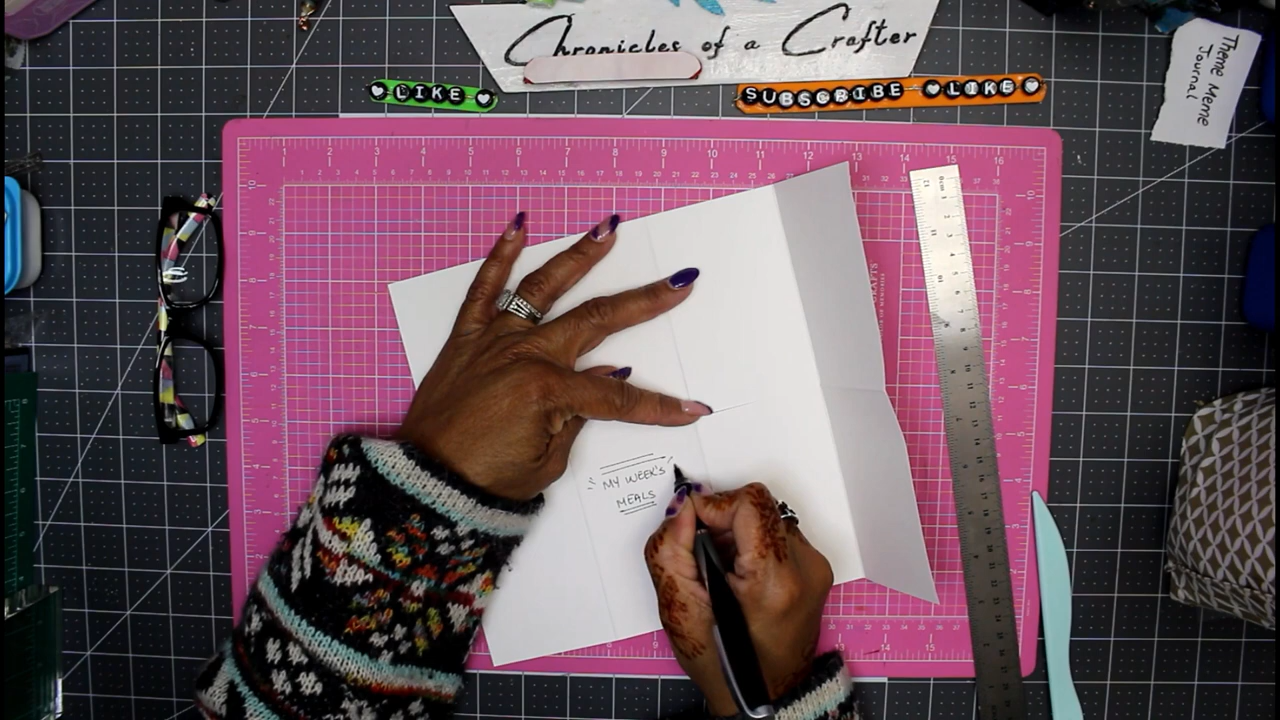 Chronicles of a Crafter
LIKE
SUBSCRIBE LIKE
Theme Meme
Journal
MY WEEK'S
MEALS